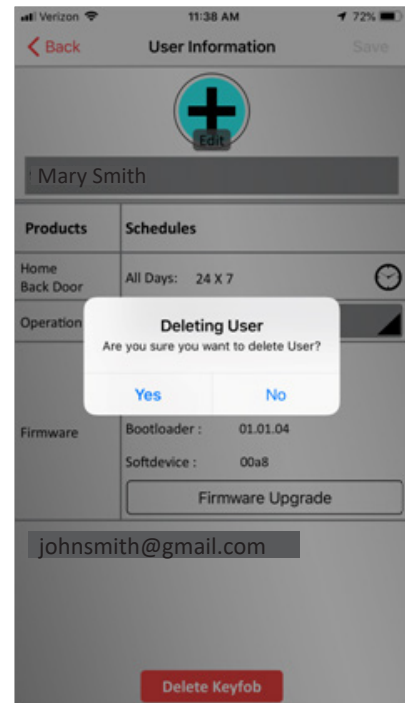 Verizon 11:38 AM 72%
Back User Information Save
Edit
Mary Smith
Products Schedules
Home
Back Door
All Days: 24 X 7
Operation
Deleting User
Are you sure you want to delete User?
Yes No
Firmware
Bootloader : 01.01.04
Softdevice : 00a8
Firmware Upgrade
johnsmith@gmail.com
Delete Keyfob